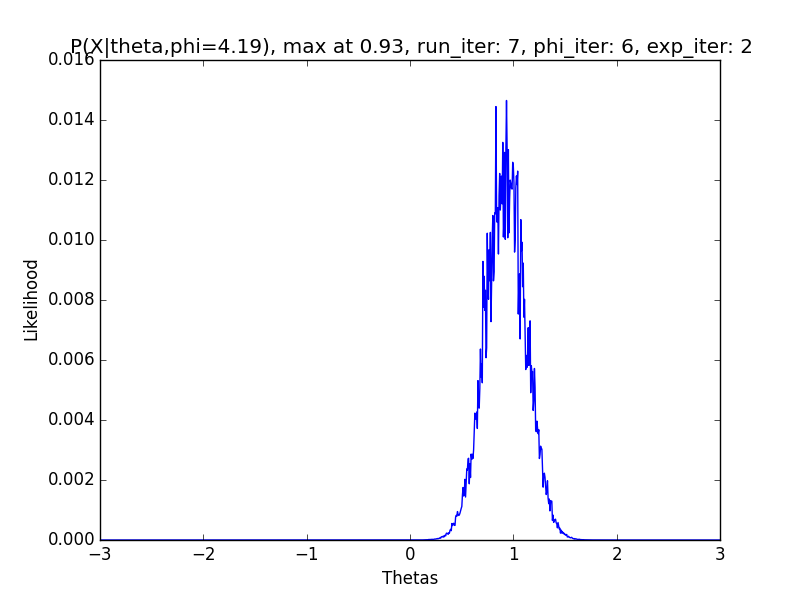 P(X|theta,phi=4.19), max at 0.93, run_iter: 7, phi_iter: 6, exp_iter: 2
0.016
0.014
0.012
0.010
0.008
0.006
0.004
0.002
0.000
Likelihood
−3 −2 −1 0 1 2 3
Thetas